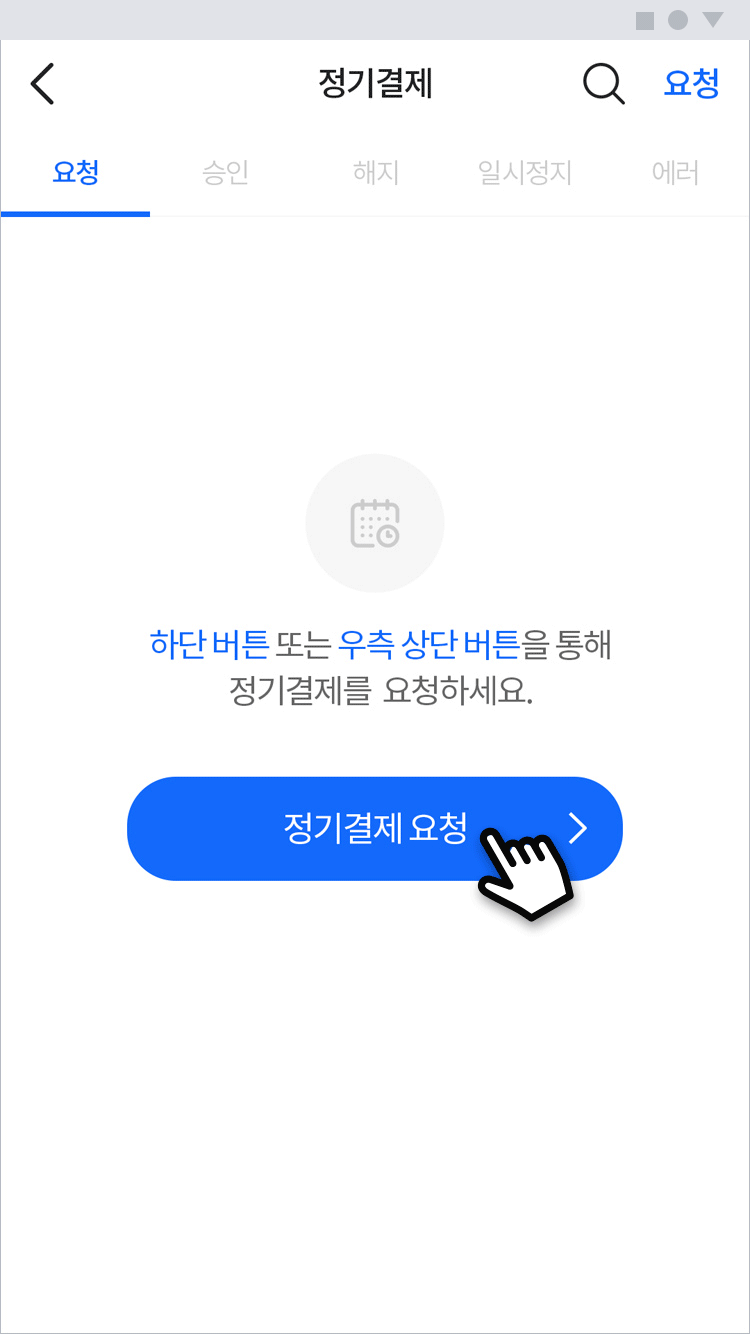 정기결제 요청
요청 승인 해지 일시정지 에러
하단 버튼 또는 우측 상단 버튼을 통해
정기결제를 요청하세요.
정기결제 요청